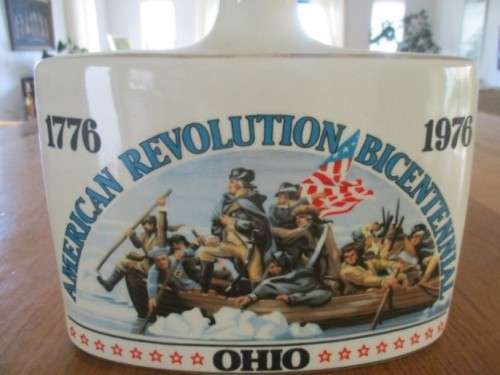 1776
1976
AMERICAN REVOLUTION BICENTENNIAL
OHIO